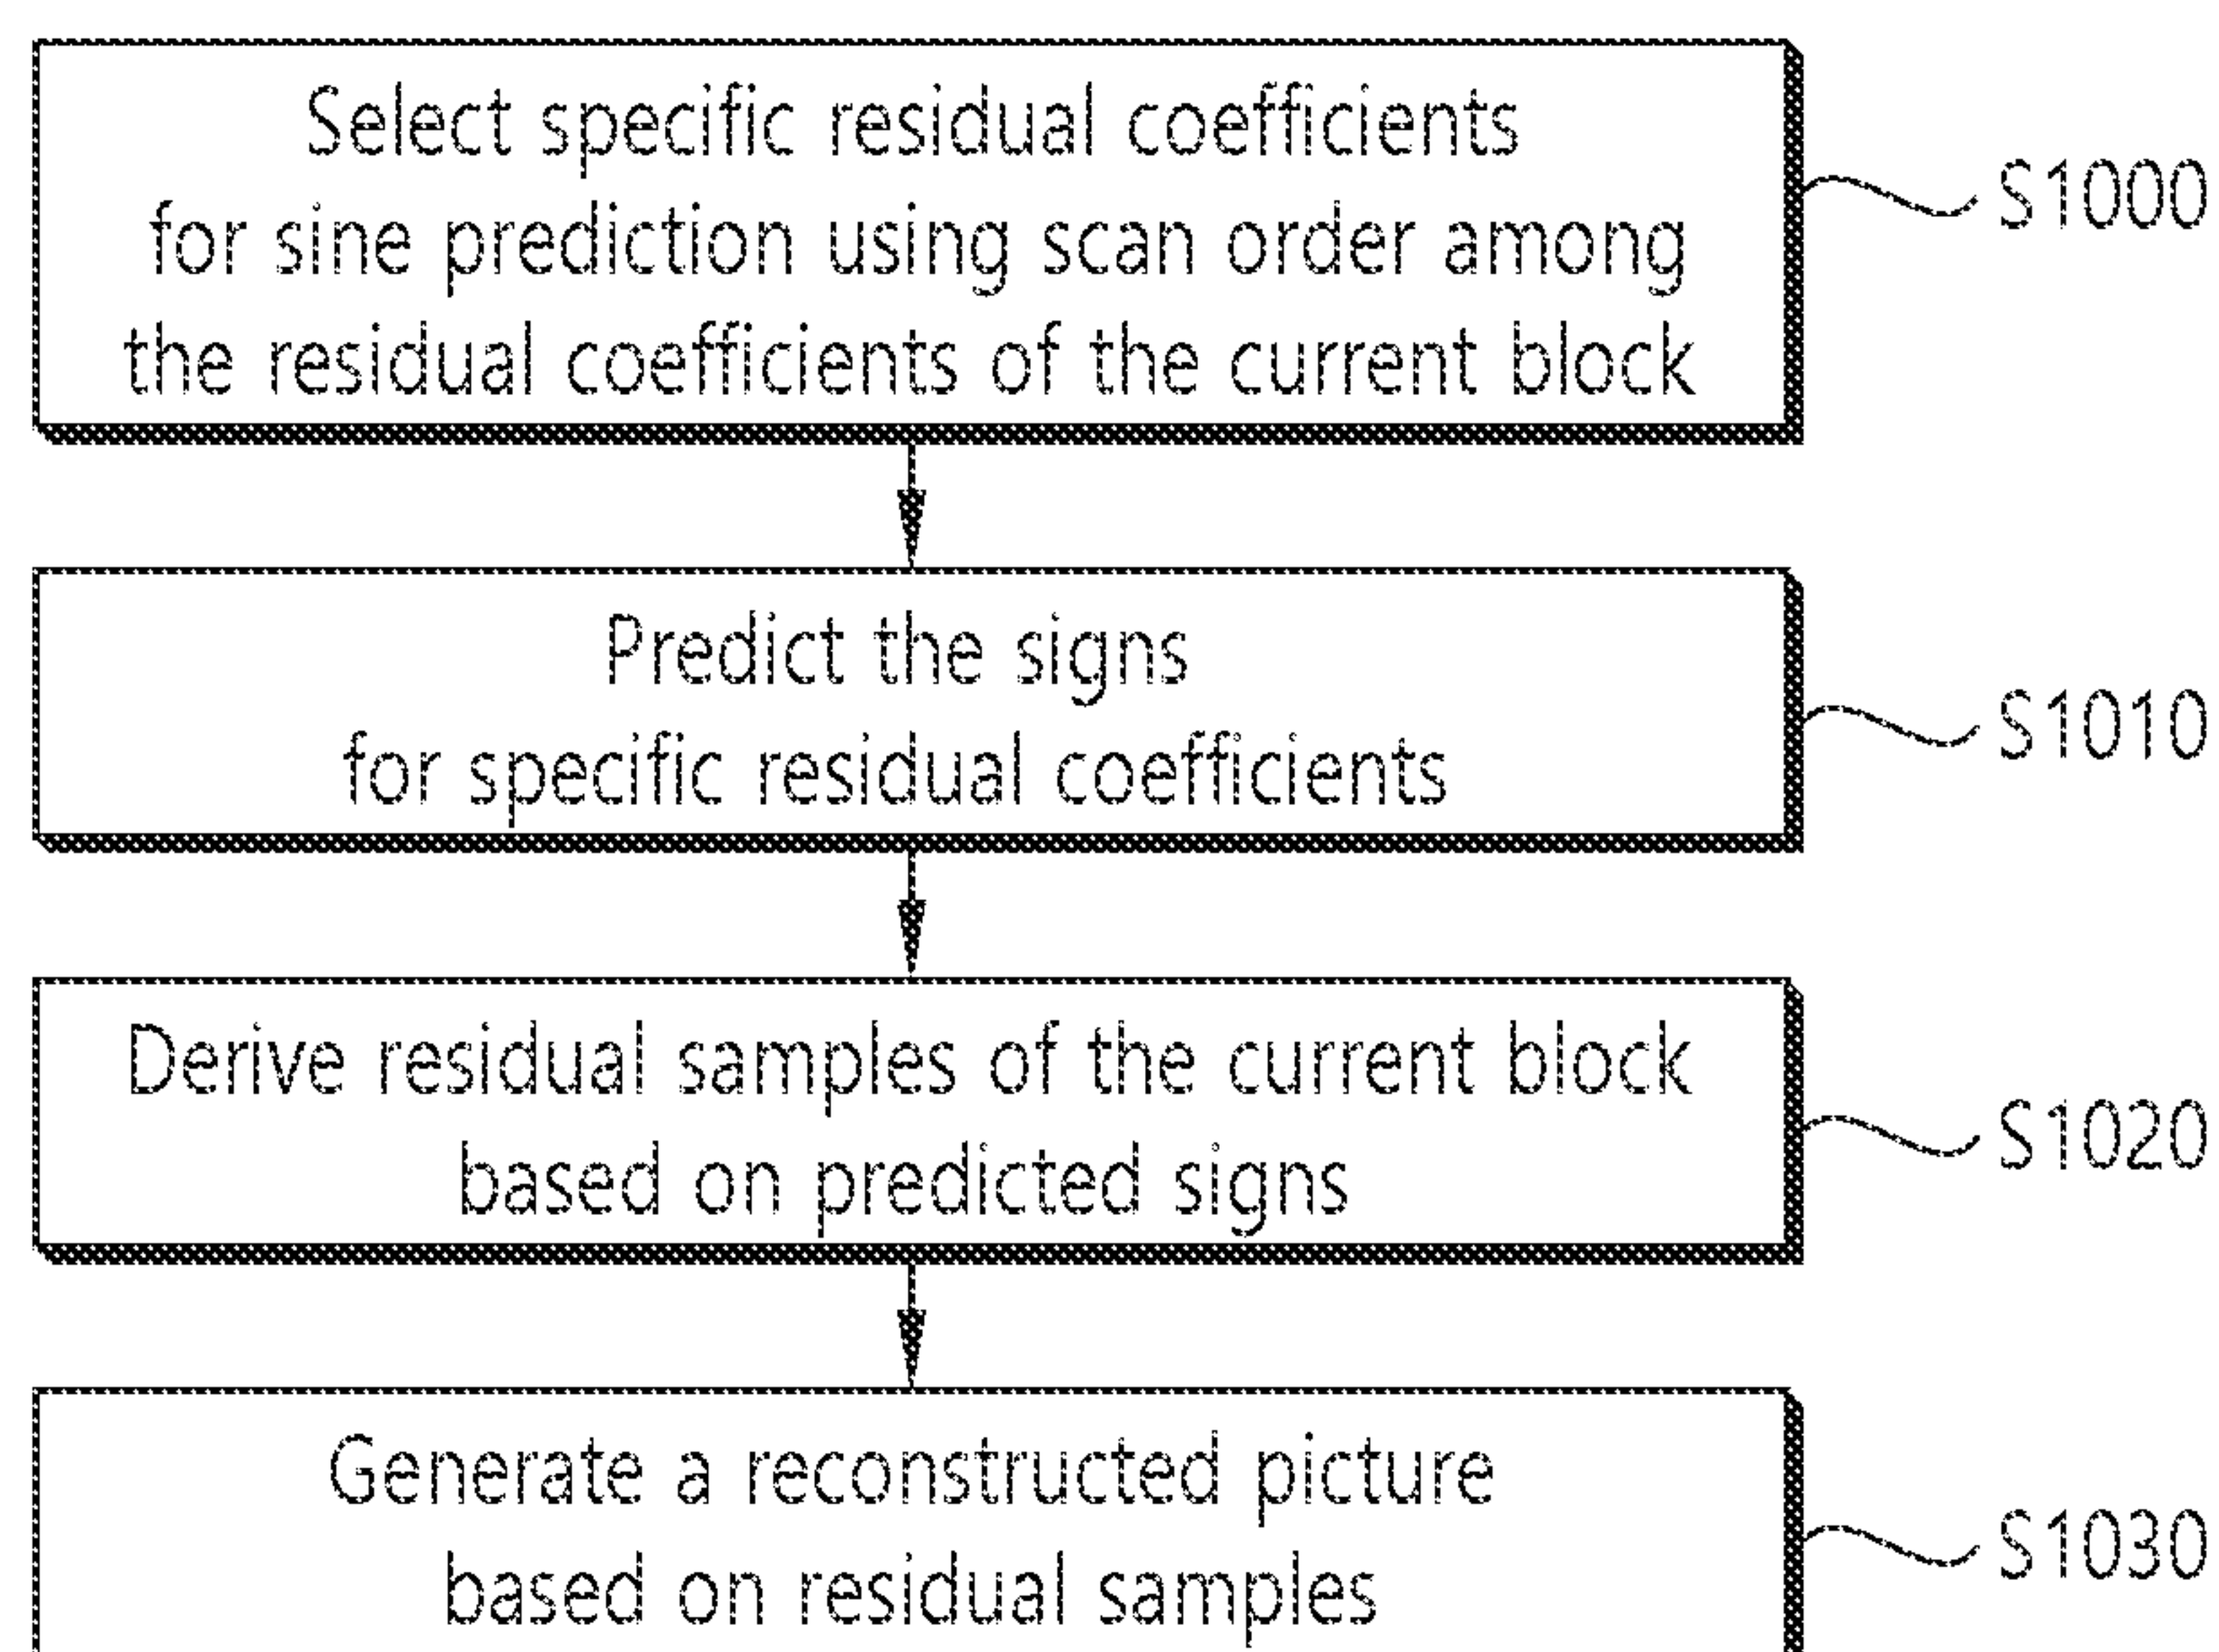 Select specific residual coefficients
for sine prediction using scan order among
the residual coefficients of the current block
S1000
Predict the signs
for specific residual coefficients
S1010
Derive residual samples of the current block
based on predicted signs
S1020
Generate a reconstructed picture
based on residual samples
S1030